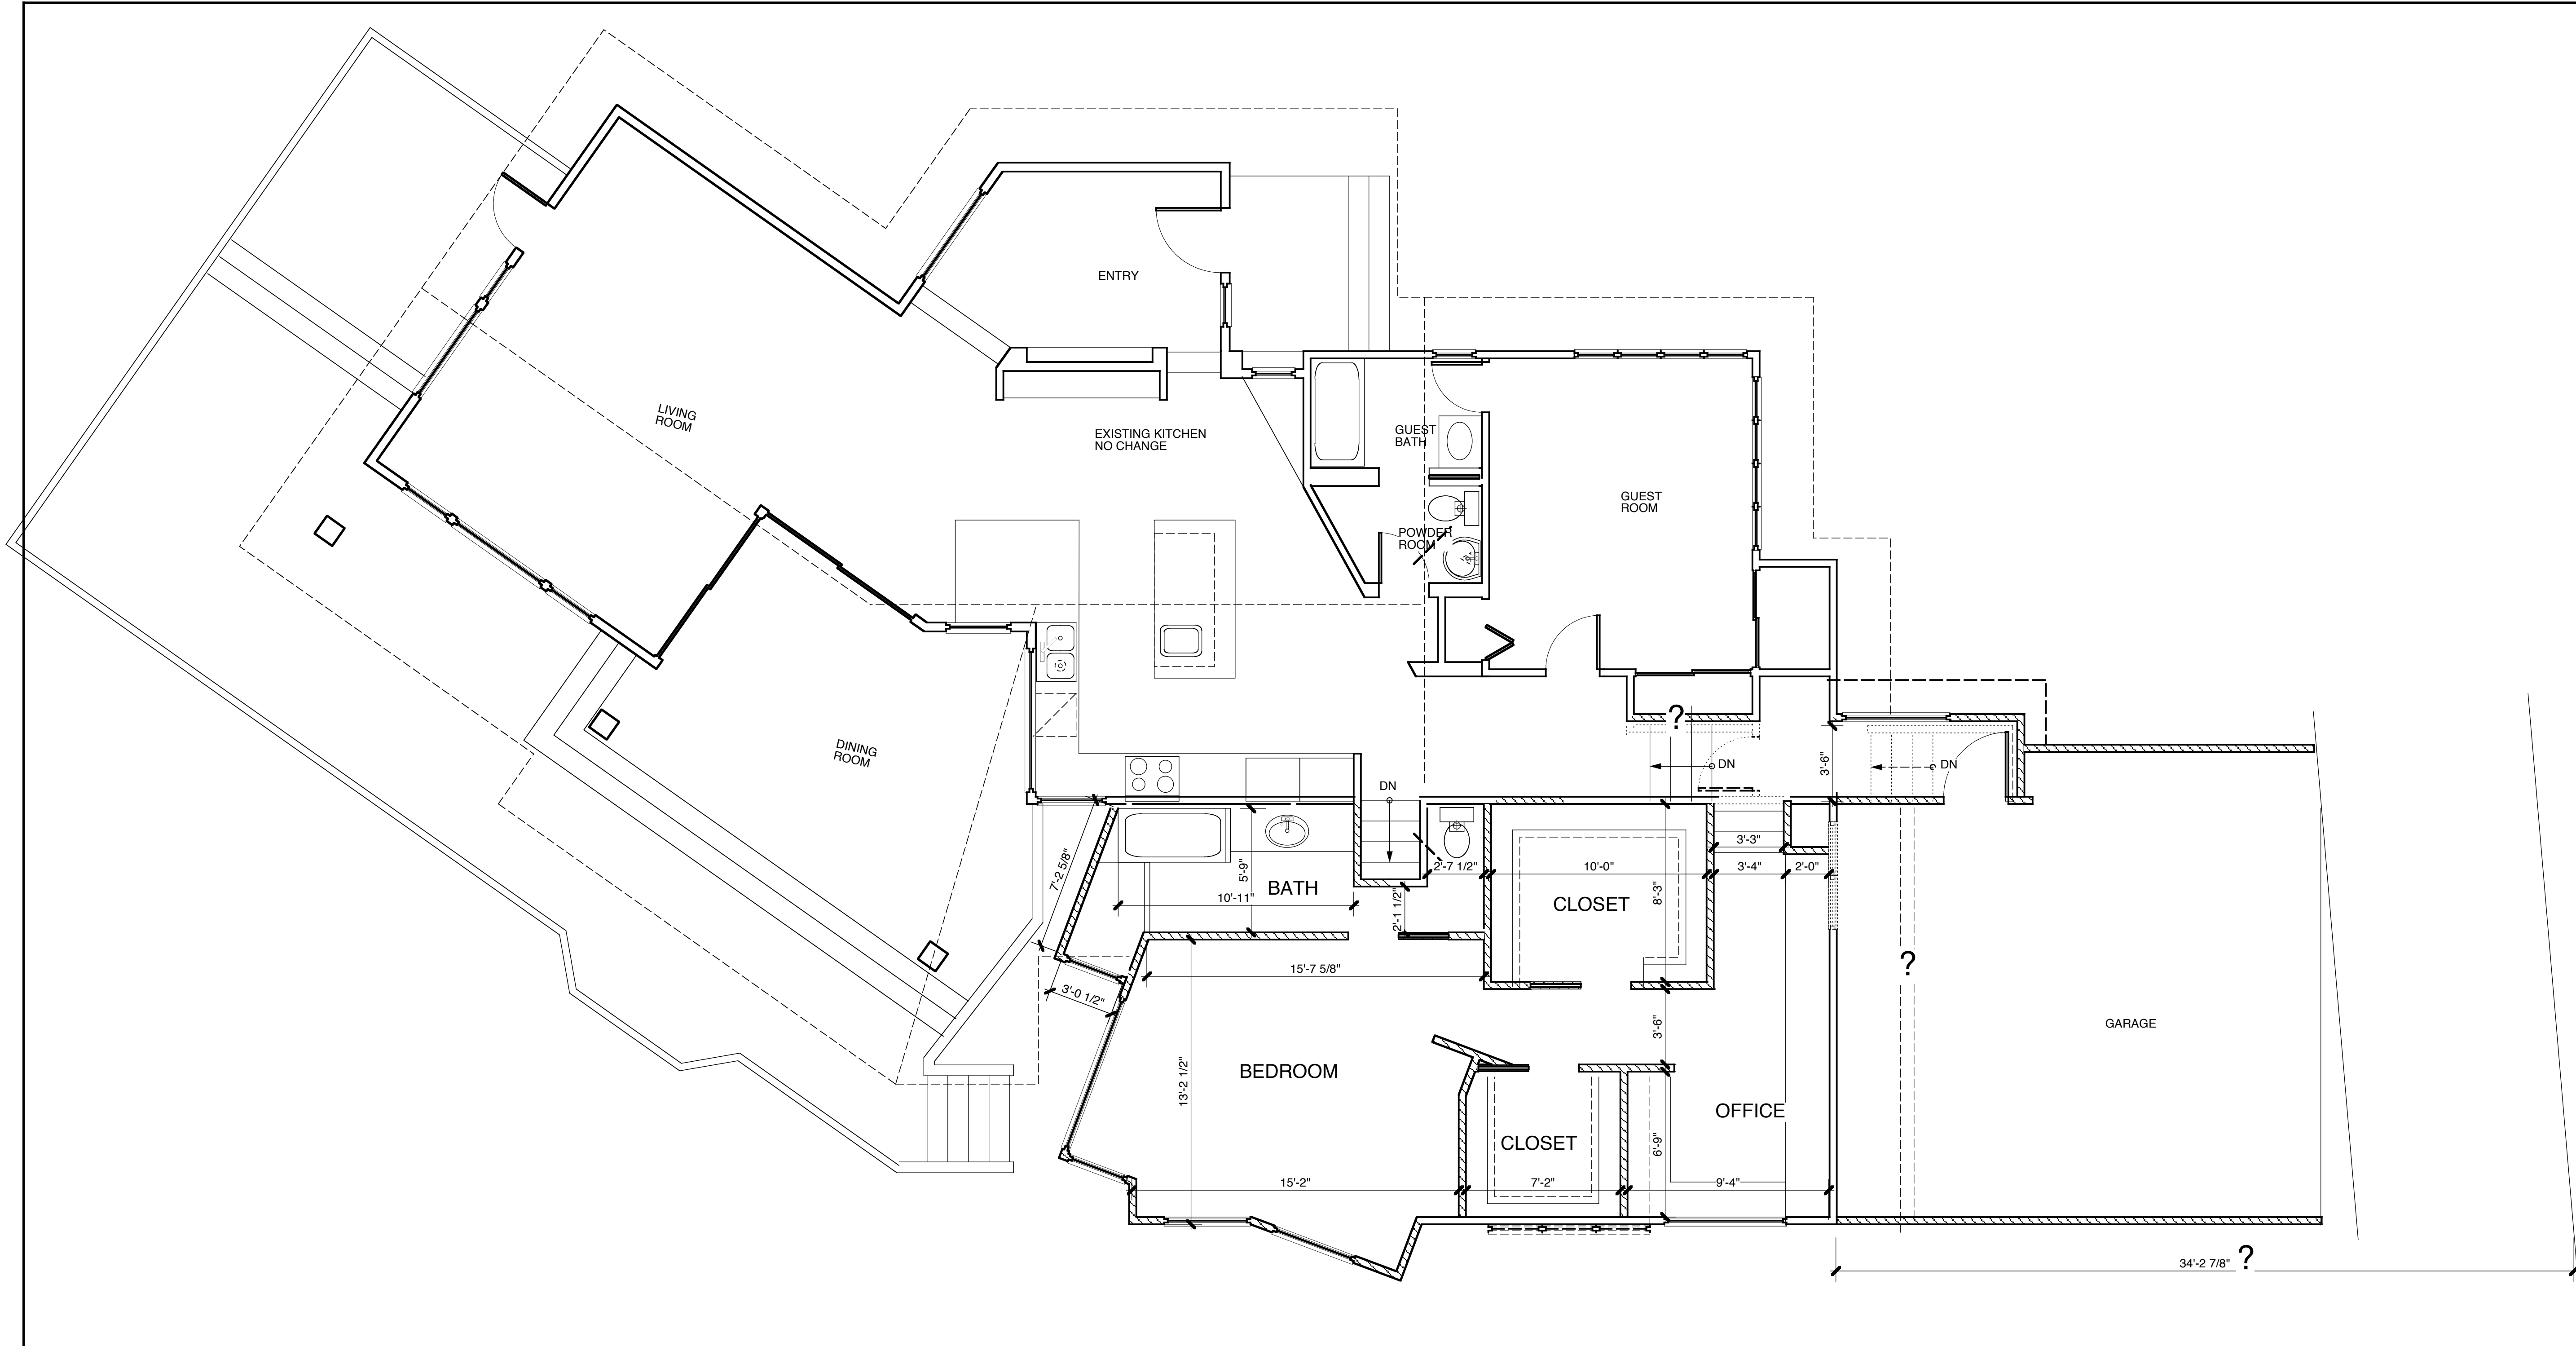 ENTRY
LIVING
ROOM
EXISTING KITCHEN
NO CHANGE
GUEST
BATH
GUEST
ROOM
POWDER
ROOM
DINING
ROOM
?
DN
3'-6"
DN
DN
7'-2 5/8"
5'-9"
BATH
10'-11"
2'-7 1/2"
2'-1 1/2"
10'-0"
CLOSET
8'-3"
3'-3"
3'-4"
2'-0"
15'-7 5/8"
3'-0 1/2"
?
3'-6"
GARAGE
13'-2 1/2"
BEDROOM
OFFICE
CLOSET
6'-9"
15'-2"
7'-2"
9'-4"
34'-2 7/8"
?